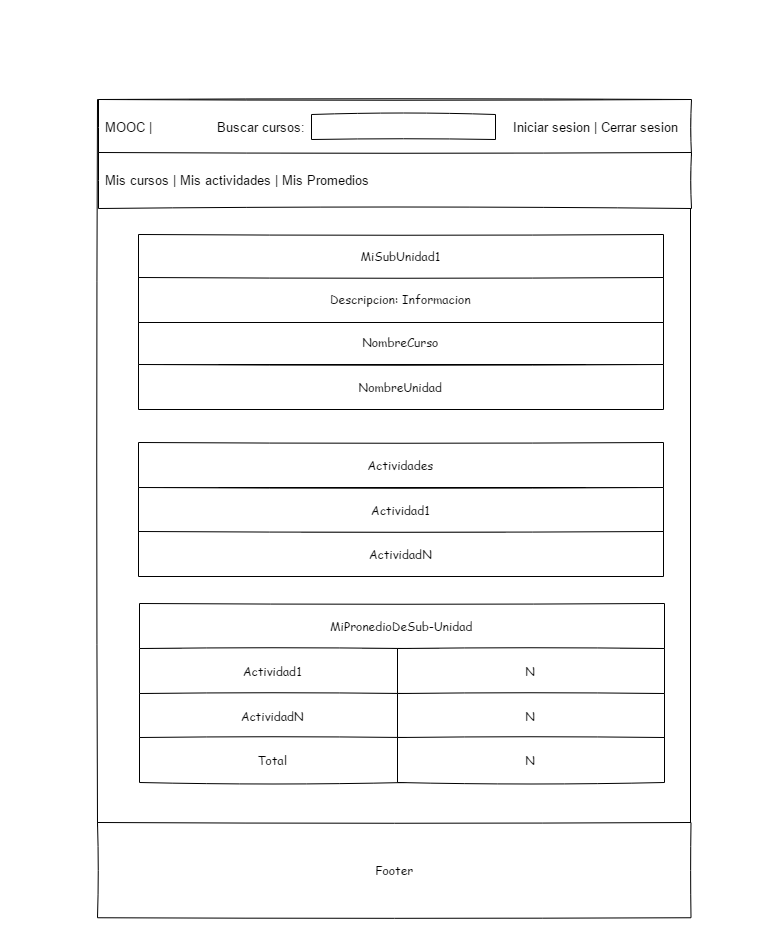 MOOC | Buscar cursos: Iniciar sesion | Cerrar sesion
Mis cursos | Mis actividades | Mis Promedios
MiSubUnidad1
Descripcion: Informacion
NombreCurso
NombreUnidad
Actividades
Actividad1
ActividadN
MiPronedioDeSub-Unidad
Actividad1 N
ActividadN N
Total N
Footer